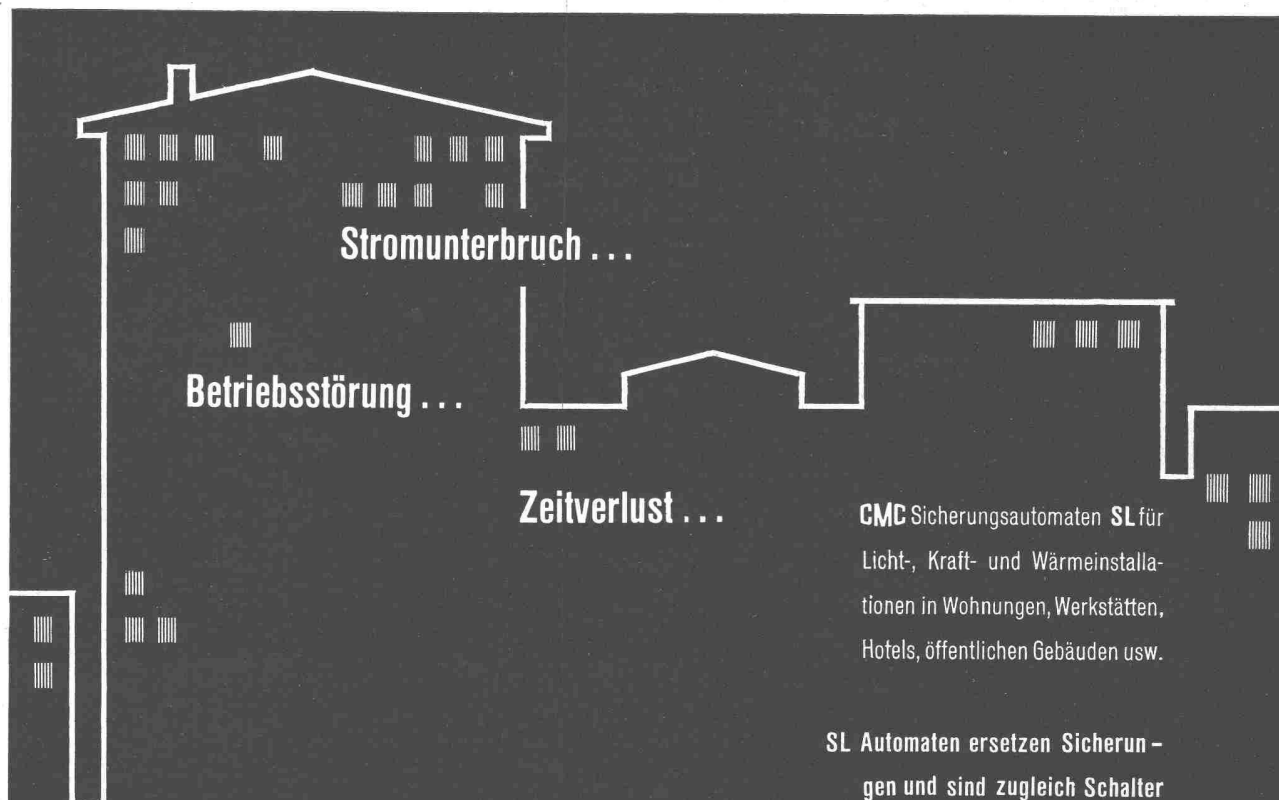 Stromunterbruch . . .
Betriebsstörung . . .
Zeitverlust . . .
CMC Sicherungsautomaten SL für
Licht-, Kraft- und Wärmeinstalla-
tionen in Wohnungen, Werkstätten,
Hotels, öffentlichen Gebäuden usw.
SL Automaten ersetzen Sicherun-
gen und sind zugleich Schalter